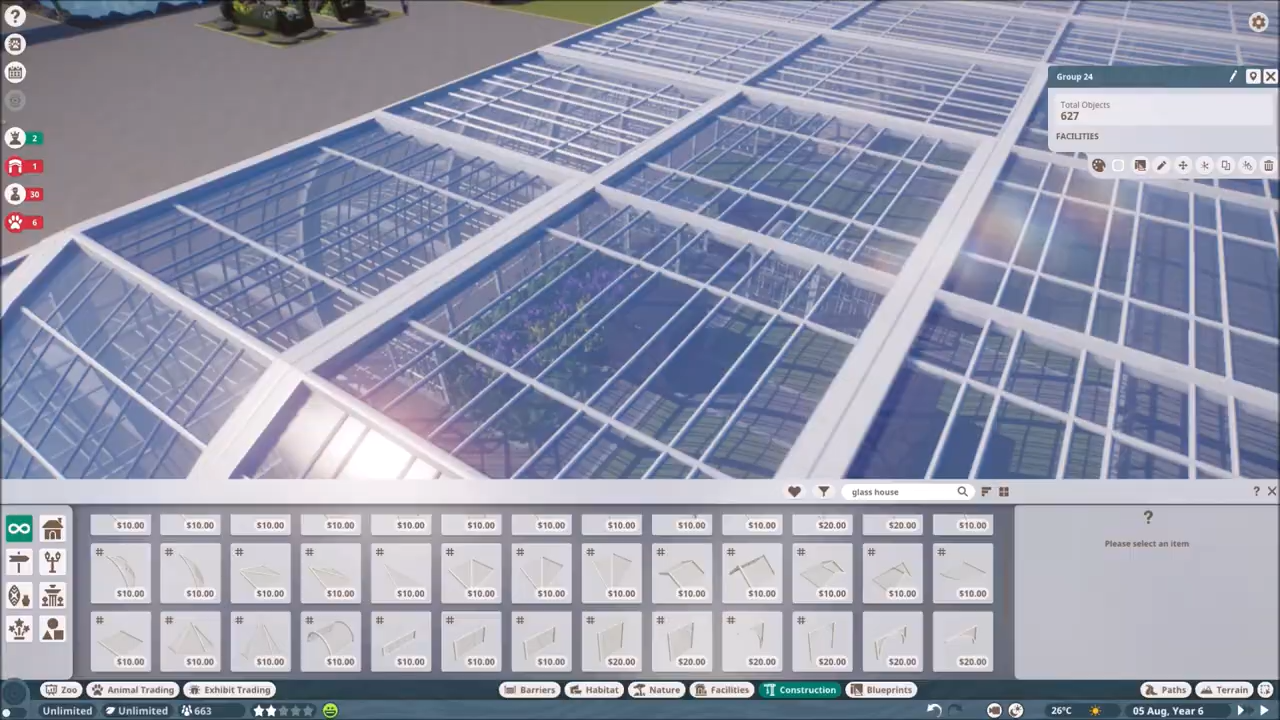 ?
Group 24
Total Objects
627
FACILITIES
2
1
30
6
glass house
?
$10.00 $10.00 $10.00 $10.00 $10.00 $10.00 $10.00 $10.00 $10.00 $10.00 $20.00 $20.00 $10.00
$10.00 $10.00 $10.00 $10.00 $10.00 $10.00 $10.00 $10.00 $10.00 $10.00 $10.00 $10.00 $10.00
$10.00 $10.00 $10.00 $10.00 $10.00 $10.00 $10.00 $20.00 $20.00 $20.00 $20.00 $20.00 $20.00
?
Please select an item
Zoo Animal Trading Exhibit Trading Barriers Habitat Nature Facilities Construction Blueprints Paths Terrain
Unlimited Unlimited 663 26°C 05 Aug, Year 6